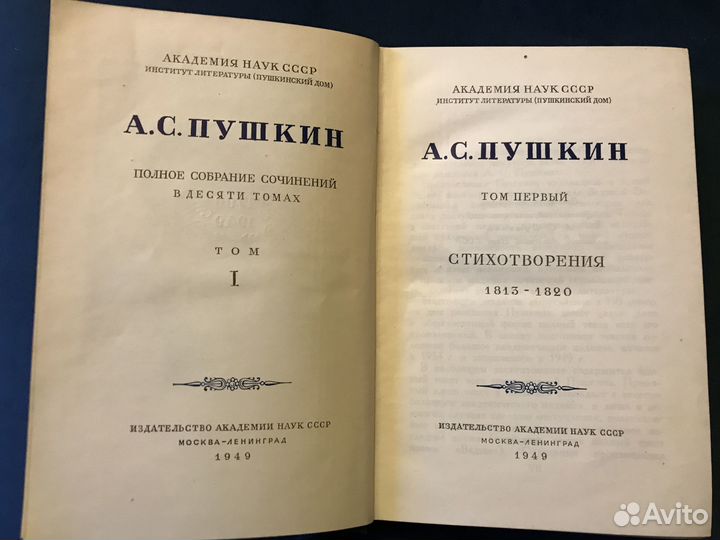 АКАДЕМИЯ НАУК СССР
ИНСТИТУТ ЛИТЕРАТУРЫ (ПУШКИНСКИЙ ДОМ)
А.С.ПУШКИН
ПОЛНОЕ СОБРАНИЕ СОЧИНЕНИЙ
В ДЕСЯТИ ТОМАХ
ТОМ
I
ИЗДАТЕЛЬСТВО АКАДЕМИИ НАУК СССР
МОСКВА-ЛЕНИНГРАД
1949
АКАДЕМИЯ НАУК СССР
ИНСТИТУТ ЛИТЕРАТУРЫ (ПУШКИНСКИЙ ДОМ)
А.С.ПУШКИН
ТОМ ПЕРВЫЙ
СТИХОТВОРЕНИЯ
1813-1820
ИЗДАТЕЛЬСТВО АКАДЕМИИ НАУК СССР
МОСКВА-ЛЕНИНГРАД
1949
Avito